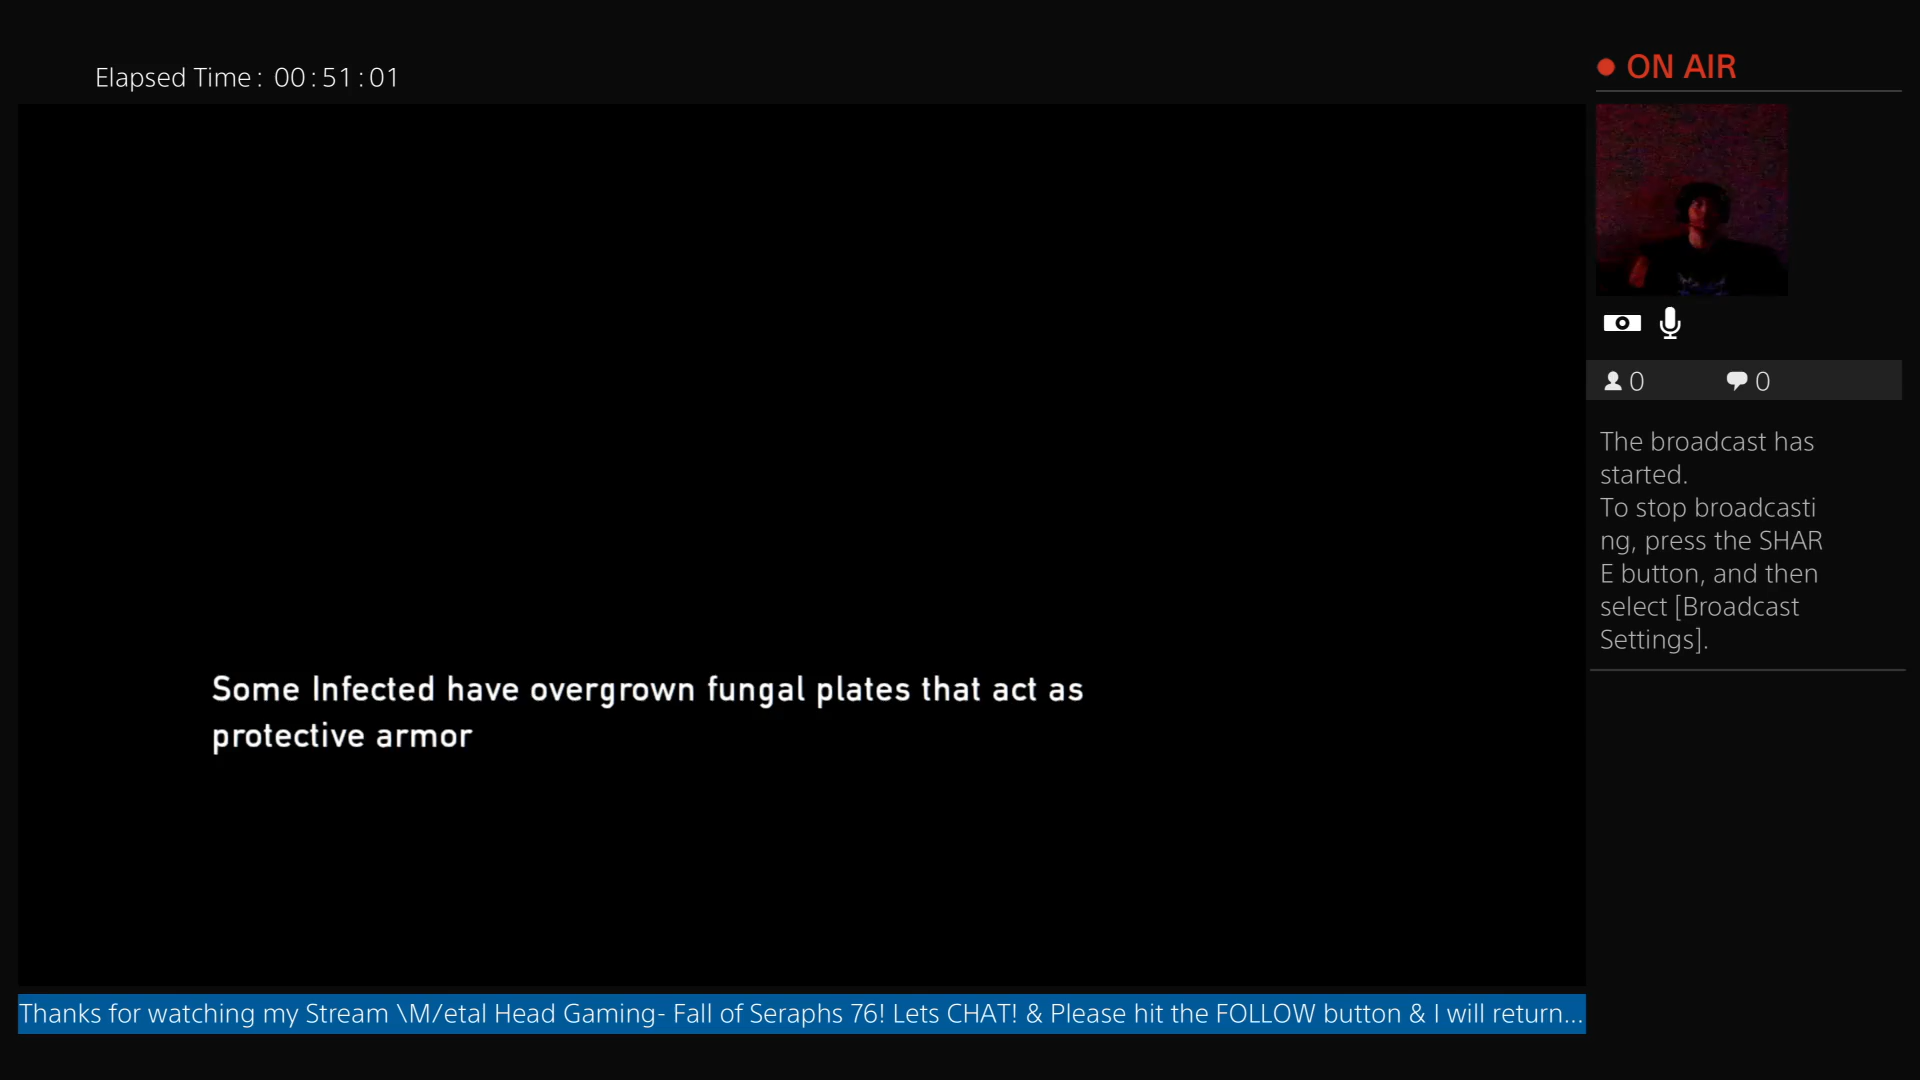 Elapsed Time: 00:51:01
ON AIR
0 0
The broadcast has
started.
To stop broadcasti
ng, press the SHAR
E button, and then
select [Broadcast
Settings].
Some Infected have overgrown fungal plates that act as
protective armor
Thanks for watching my Stream \M/etal Head Gaming- Fall of Seraphs 76! Lets CHAT! & Please hit the FOLLOW button & I will return...